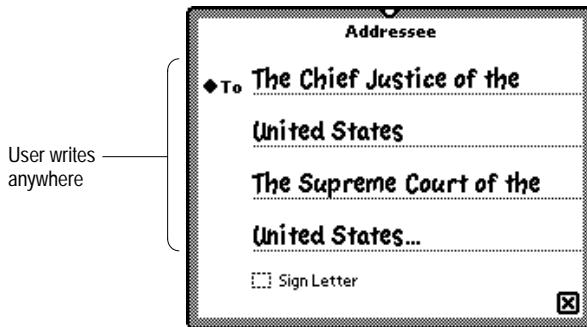 Addressee
◆ To The Chief Justice of the
United States
The Supreme Court of the
United States...
Sign Letter
User writes
anywhere